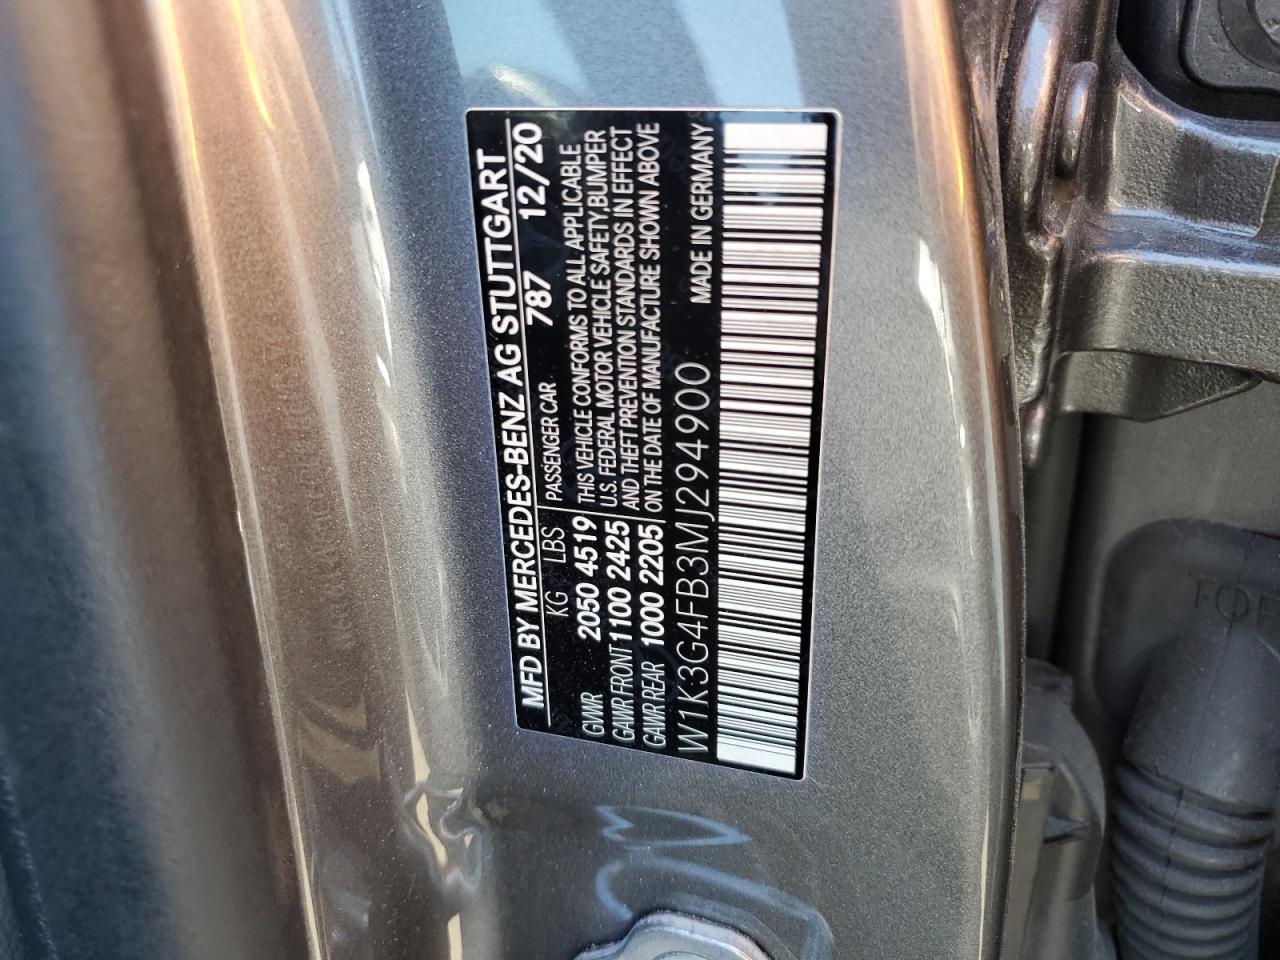 MFD BY MERCEDES-BENZ AG STUTTGART
KG LBS PASSENGER CAR 787 12/20
GVWR 2050 4519 THIS VEHICLE CONFORMS TO ALL APPLICABLE
GAWR FRONT 1100 2425 U.S. FEDERAL MOTOR VEHICLE SAFETY,BUMPER
GAWR REAR 1000 2205 AND THEFT PREVENTION STANDARDS IN EFFECT
ON THE DATE OF MANUFACTURE SHOWN ABOVE
W1K3G4FB3MJ294900 MADE IN GERMANY